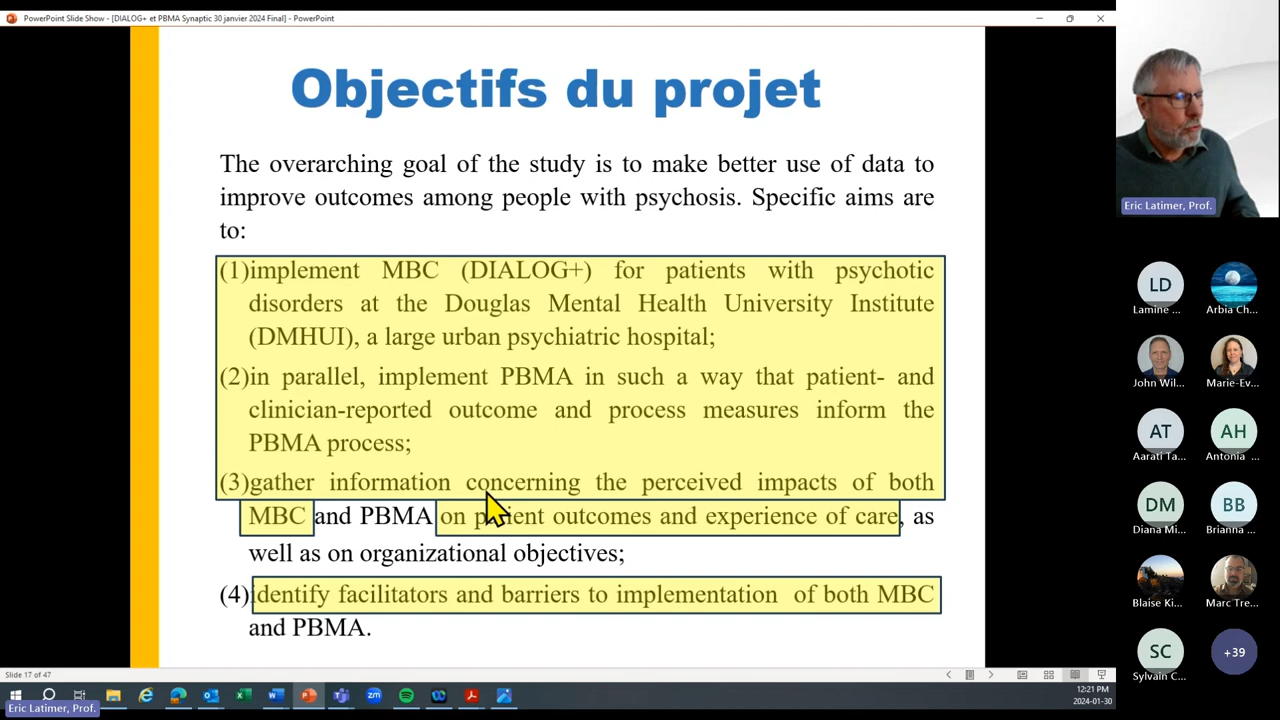 PowerPoint Slide Show - [DIALOG+ et PBMA Synaptic 30 janvier 2024 Final] - PowerPoint
Objectifs du projet
The overarching goal of the study is to make better use of data to
improve outcomes among people with psychosis. Specific aims are
to:
(1)implement MBC (DIALOG+) for patients with psychotic
disorders at the Douglas Mental Health University Institute
(DMHUI), a large urban psychiatric hospital;
(2)in parallel, implement PBMA in such a way that patient- and
clinician-reported outcome and process measures inform the
PBMA process;
(3)gather information concerning the perceived impacts of both
MBC and PBMA on patient outcomes and experience of care, as
well as on organizational objectives;
(4)identify facilitators and barriers to implementation of both MBC
and PBMA.
Slide 17 of 47
12:21 PM
2024-01-30
Eric Latimer, Prof.
Eric Latimer, Prof.
LD
Lamine ...
Arbia Ch...
John Wil...
Marie-Ev...
AT
Aarati Ta...
AH
Antonia ...
DM
Diana Mi...
BB
Brianna ...
Blaise Ki...
Marc Tre...
SC
Sylvain C...
+39